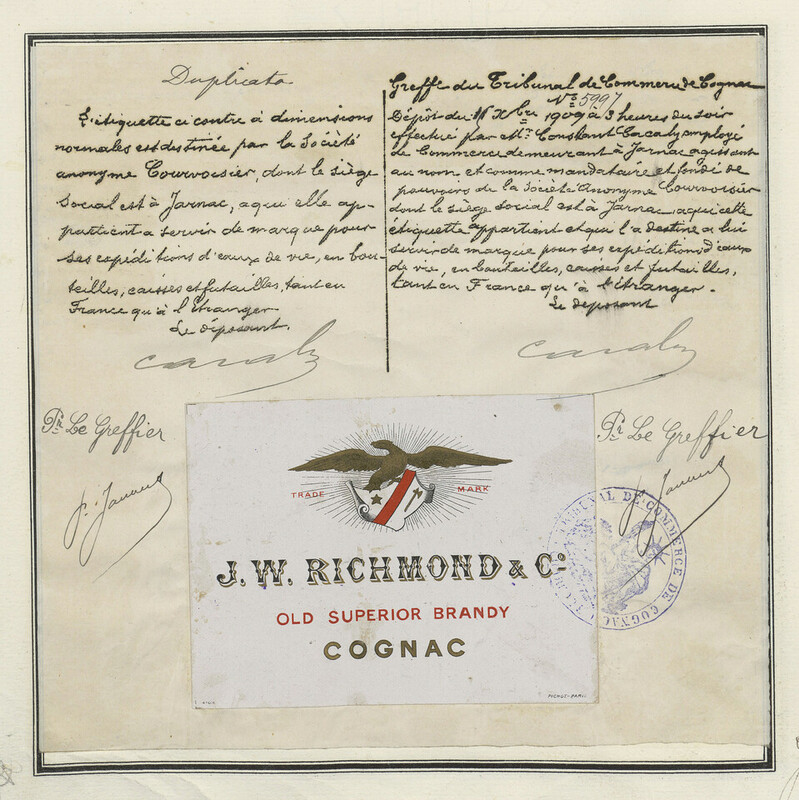 Duplicata
L'étiquette ci contre à dimensions
normales est destinée par la Société
anonyme Courvoisier, dont le siège
social est à Jarnac, a qui elle ap-
partient a servir de marque pour
ses expéditions d'eaux de vie, en bou-
teilles, caisses et futailles, tant en
France qu'à l'Etranger
Le déposant.
Greffe du Tribunal de Commerce de Cognac
No 5997
Dépôt du 11 Xbre 1909 à 3 heures du soir
effectué par Mr. Constant Cacaly employé
de Commerce demeurant à Jarnac agissant
au nom et comme mandataire et fondé de
pouvoirs de la Société Anonyme Courvoisier
dont le siège social est à Jarnac, a qui cette
etiquette appartient et qui l'a destine a lui
servir de marque pour ses expéditions d'eaux
de vie, en bouteilles, caisses et futailles,
tant en France qu'à l'étranger.
Le deposant
Pr Le Greffier
Pr Le Greffier
TRADE MARK
J. W. RICHMOND & Co
OLD SUPERIOR BRANDY
COGNAC
TRIBUNAL DE COMMERCE DE COGNAC